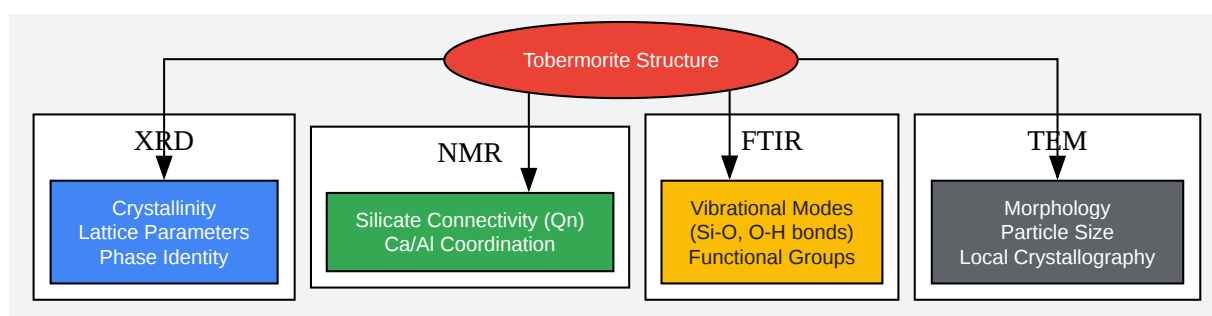 Tobermorite Structure
XRD
Crystallinity
Lattice Parameters
Phase Identity
NMR
Silicate Connectivity (Qn)
Ca/Al Coordination
FTIR
Vibrational Modes
(Si-O, O-H bonds)
Functional Groups
TEM
Morphology
Particle Size
Local Crystallography